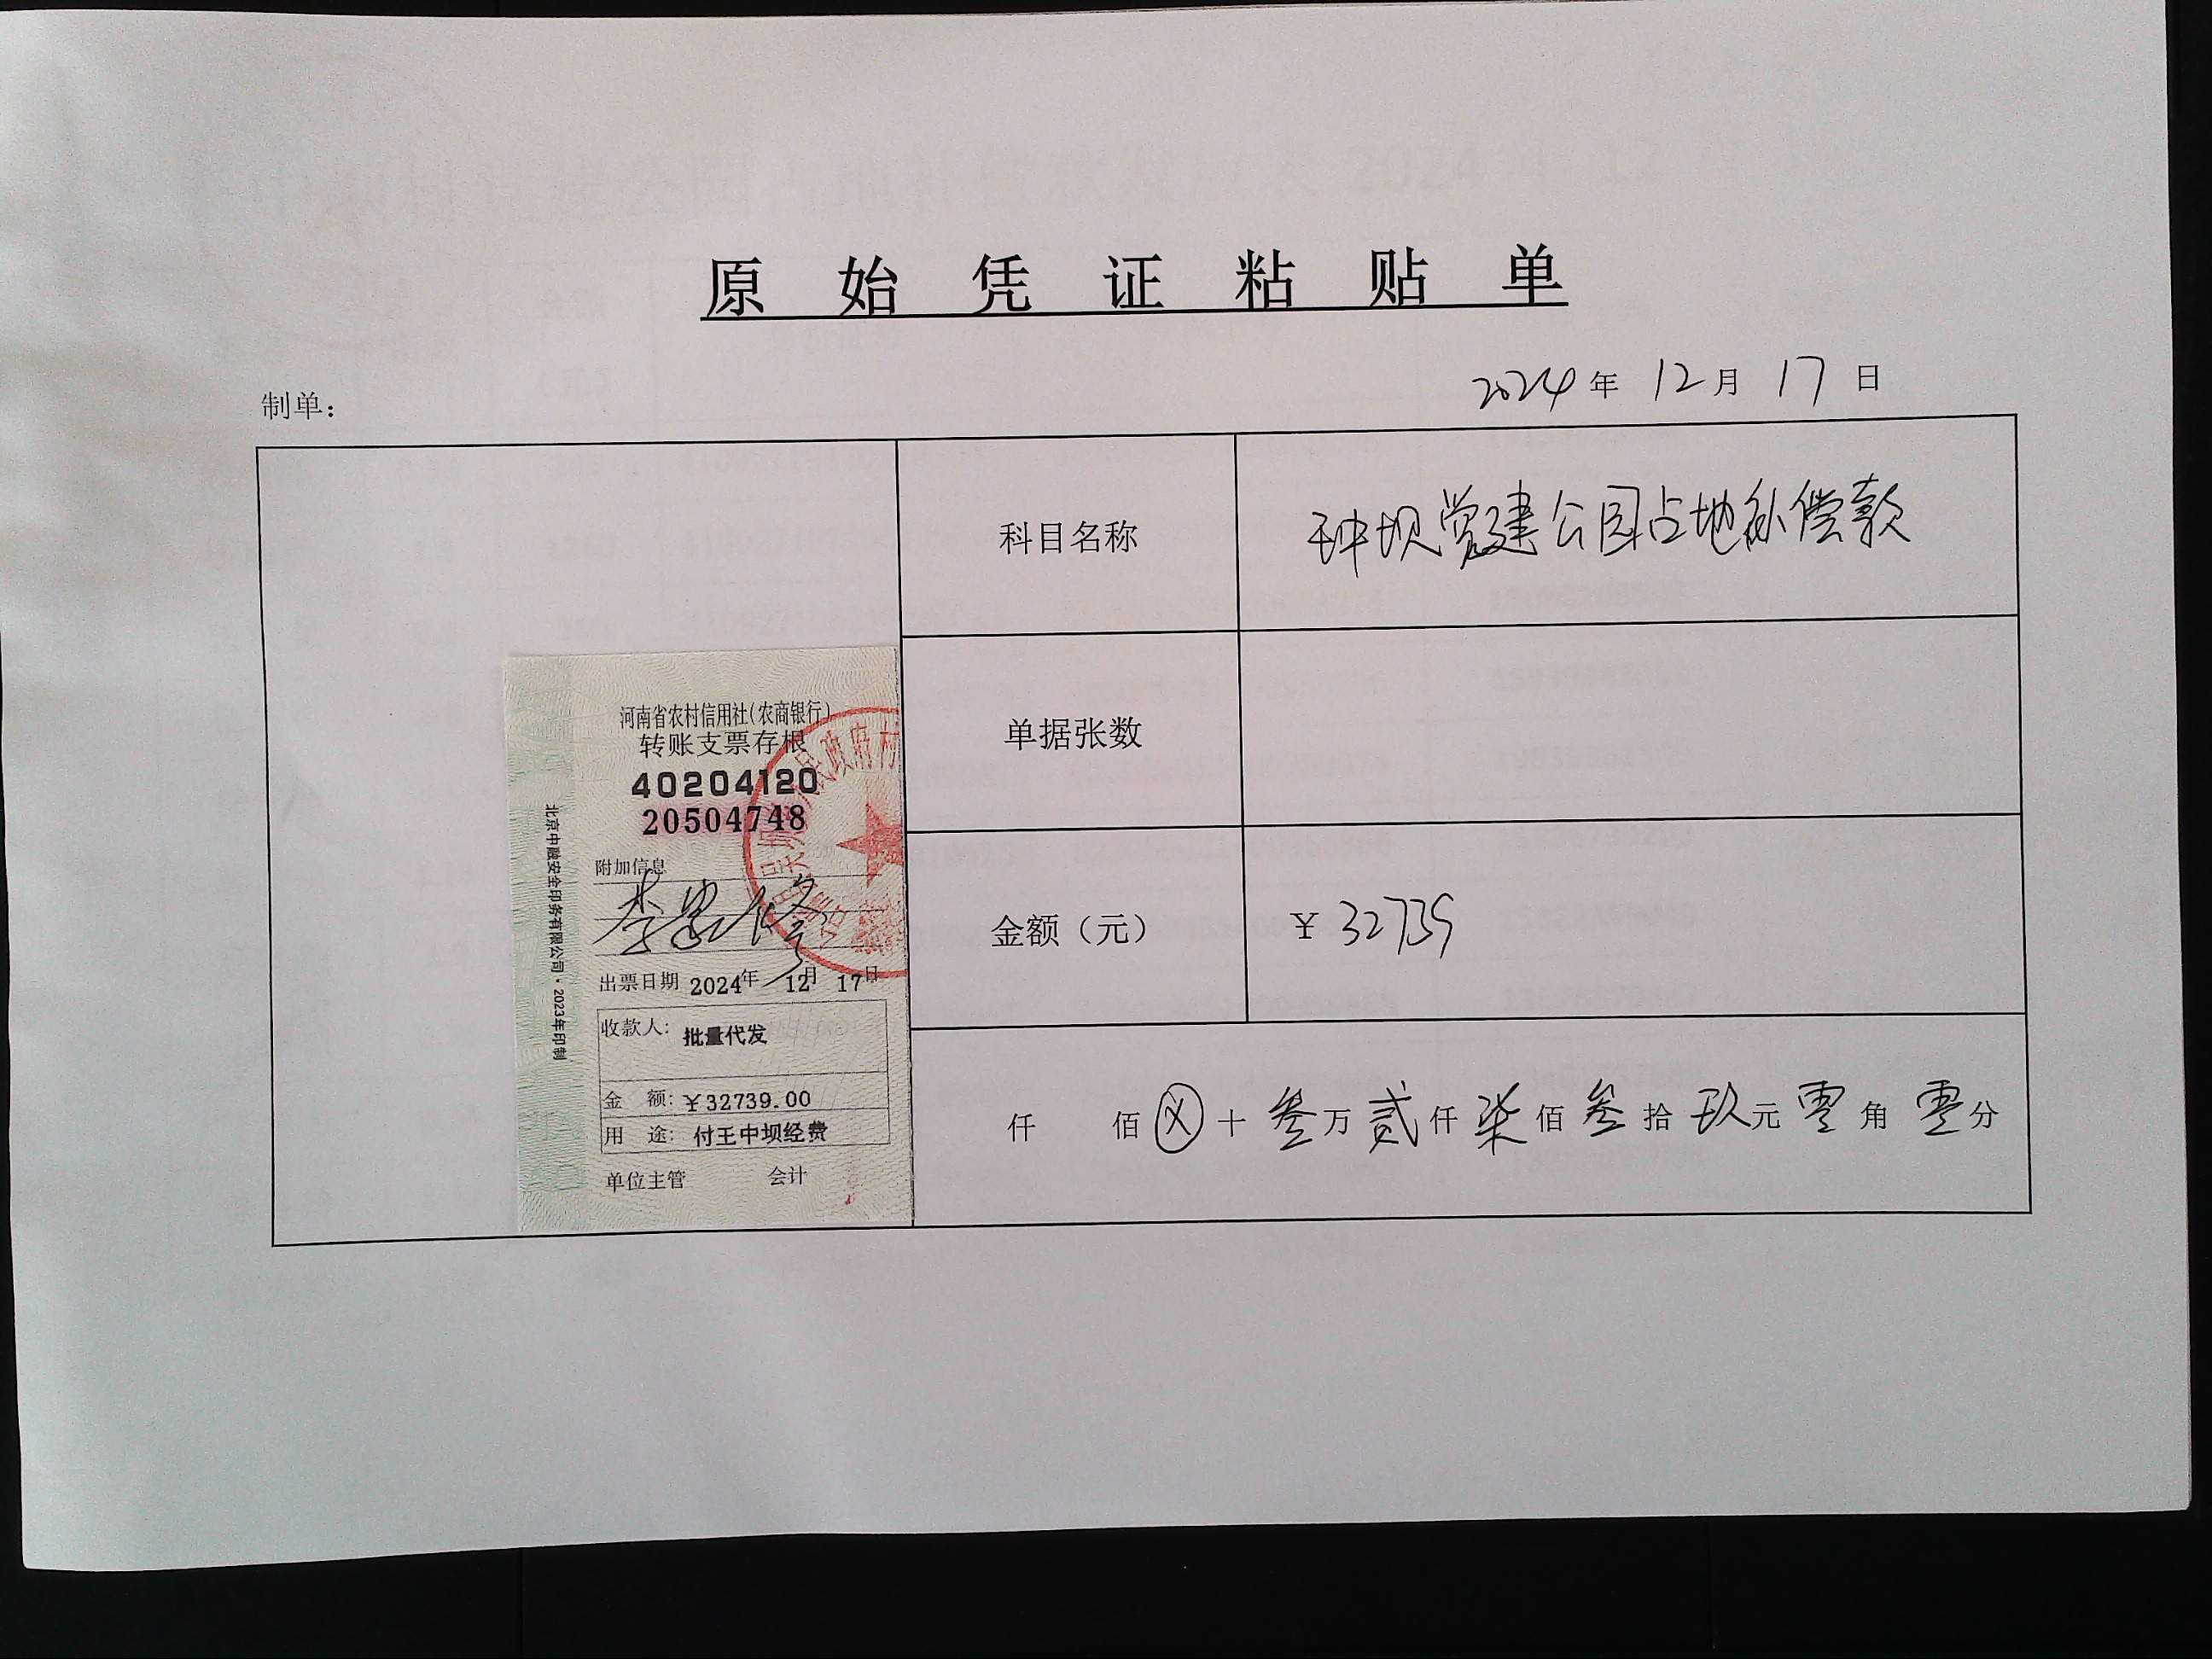 原始凭证粘贴单
2024年12月17日
制单：
科目名称
王中坝党建公园占地补偿款
单据张数
金额（元）
￥32739
仟 佰ⓧ十叁万贰仟柒佰叁拾玖元零角零分
河南省农村信用社(农商银行)
转账支票存根
40204120
20504748
附加信息
出票日期 2024年12月17日
收款人: 批量代发
金 额: ￥32739.00
用 途: 付王中坝经费
单位主管 会计
北京中融安全印务有限公司·2023年印制
民政府村